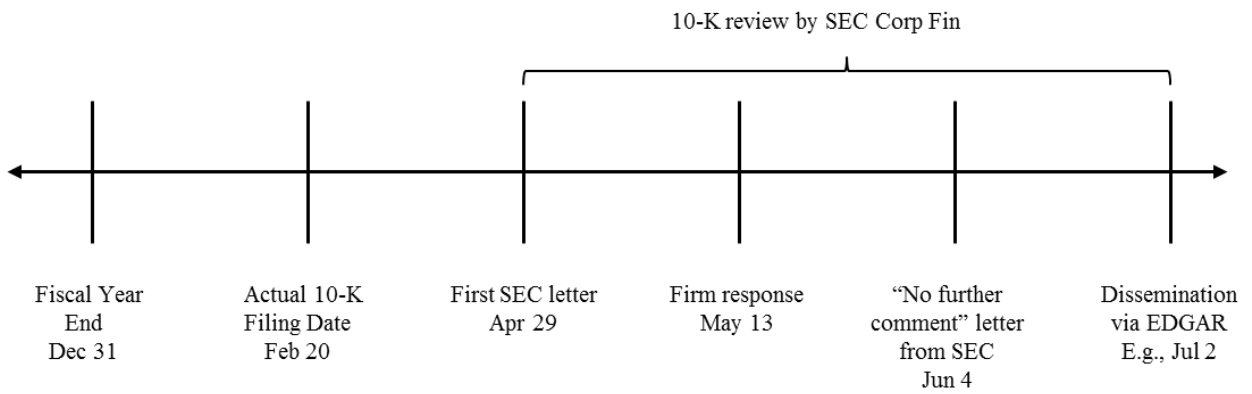 10-K review by SEC Corp Fin
Fiscal Year
End
Dec 31
Actual 10-K
Filing Date
Feb 20
First SEC letter
Apr 29
Firm response
May 13
“No further
comment” letter
from SEC
Jun 4
Dissemination
via EDGAR
E.g., Jul 2